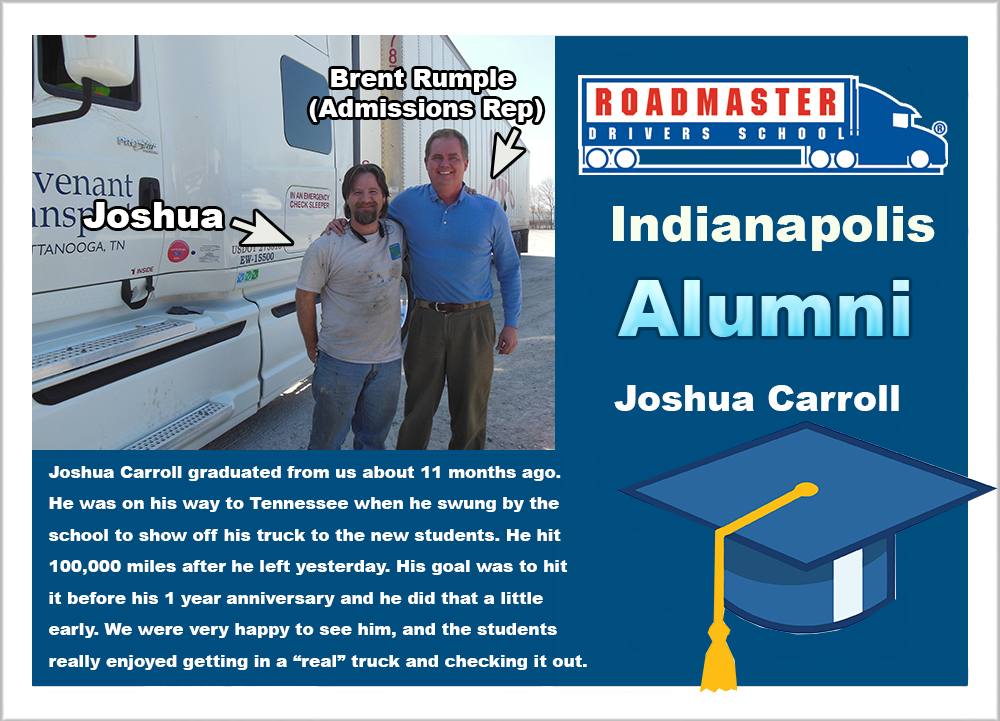 Brent Rumple
(Admissions Rep)
ROADMASTER
DRIVERS SCHOOL
®
Indianapolis
Alumni
Joshua Carroll
venant
Joshua
TTANOOGA, TN
IN AN EMERGENCY
CHECK SLEEPER
USDOT
EW-15500
1 INSIDE
Joshua Carroll graduated from us about 11 months ago.
He was on his way to Tennessee when he swung by the
school to show off his truck to the new students. He hit
100,000 miles after he left yesterday. His goal was to hit
it before his 1 year anniversary and he did that a little
early. We were very happy to see him, and the students
really enjoyed getting in a “real” truck and checking it out.